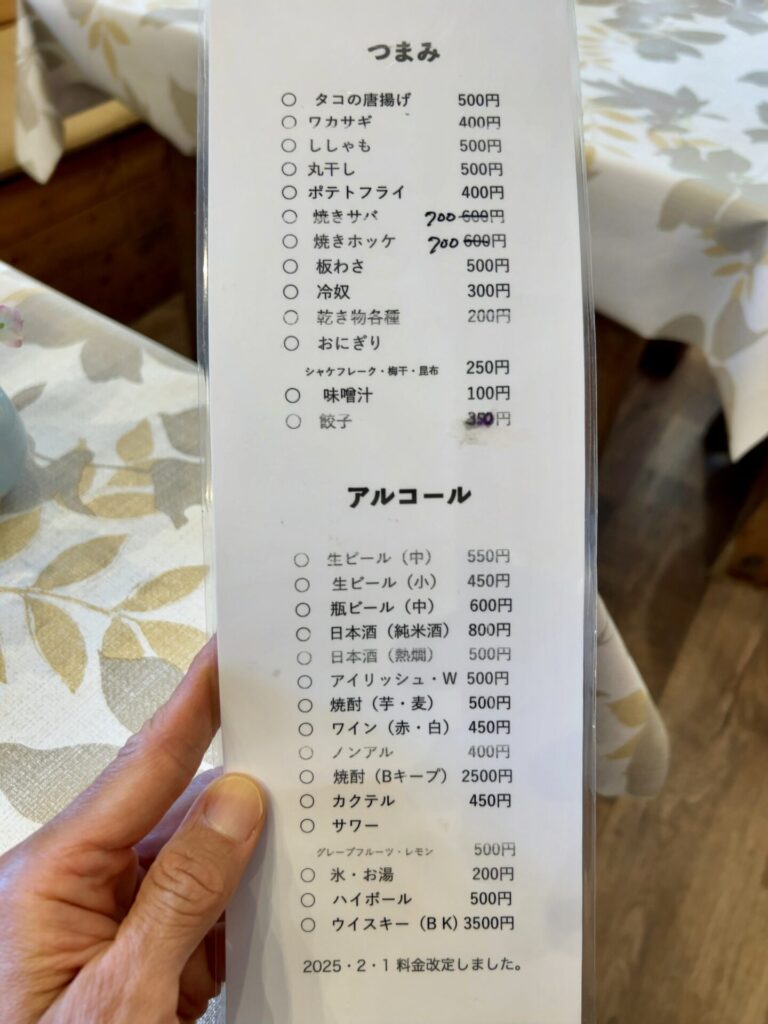 つまみ
○ タコの唐揚げ 500円
○ ワカサギ 400円
○ ししゃも 500円
○ 丸干し 500円
○ ポテトフライ 400円
○ 焼きサバ 700 600円
○ 焼きホッケ 700 600円
○ 板わさ 500円
○ 冷奴 300円
○ 乾き物各種 200円
○ おにぎり
シャケフレーク・梅干・昆布 250円
○ 味噌汁 100円
○ 餃子 350円
アルコール
○ 生ビール（中） 550円
○ 生ビール（小） 450円
○ 瓶ビール（中） 600円
○ 日本酒（純米酒） 800円
○ 日本酒（熱燗） 500円
○ アイリッシュ・W 500円
○ 焼酎（芋・麦） 500円
○ ワイン（赤・白） 450円
○ ノンアル 400円
○ 焼酎（Bキープ） 2500円
○ カクテル 450円
○ サワー
グレープフルーツ・レモン 500円
○ 氷・お湯 200円
○ ハイボール 500円
○ ウイスキー（B K) 3500円
2025・2・1 料金改定しました。